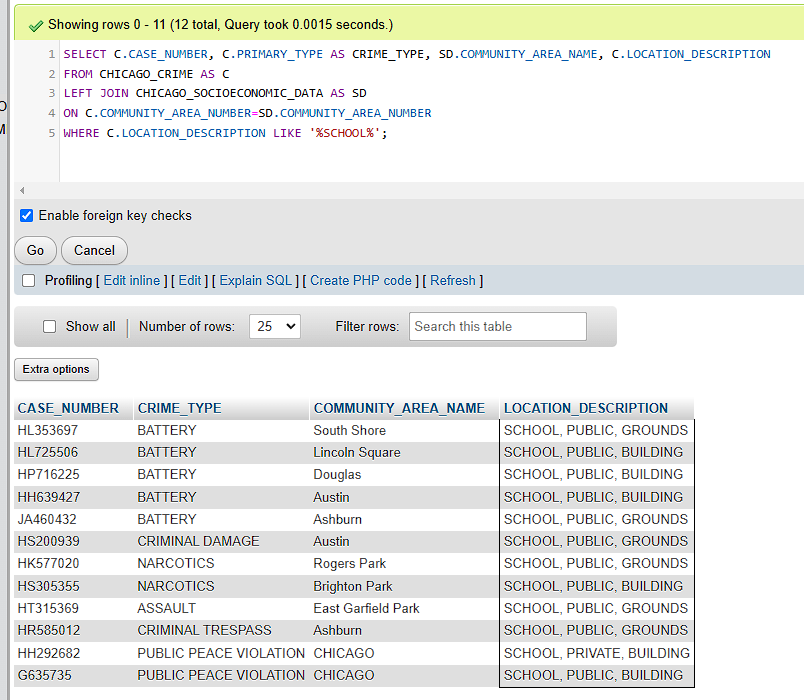 Showing rows 0 - 11 (12 total, Query took 0.0015 seconds.)
1 SELECT C.CASE_NUMBER, C.PRIMARY_TYPE AS CRIME_TYPE, SD.COMMUNITY_AREA_NAME, C.LOCATION_DESCRIPTION
2 FROM CHICAGO_CRIME AS C
3 LEFT JOIN CHICAGO_SOCIOECONOMIC_DATA AS SD
4 ON C.COMMUNITY_AREA_NUMBER=SD.COMMUNITY_AREA_NUMBER
5 WHERE C.LOCATION_DESCRIPTION LIKE '%SCHOOL%';
Enable foreign key checks
Go Cancel
Profiling [ Edit inline ] [ Edit ] [ Explain SQL ] [ Create PHP code ] [ Refresh ]
Show all Number of rows: 25 Filter rows: Search this table
Extra options
CASE_NUMBER CRIME_TYPE COMMUNITY_AREA_NAME LOCATION_DESCRIPTION
HL353697 BATTERY South Shore SCHOOL, PUBLIC, GROUNDS
HL725506 BATTERY Lincoln Square SCHOOL, PUBLIC, BUILDING
HP716225 BATTERY Douglas SCHOOL, PUBLIC, BUILDING
HH639427 BATTERY Austin SCHOOL, PUBLIC, BUILDING
JA460432 BATTERY Ashburn SCHOOL, PUBLIC, GROUNDS
HS200939 CRIMINAL DAMAGE Austin SCHOOL, PUBLIC, GROUNDS
HK577020 NARCOTICS Rogers Park SCHOOL, PUBLIC, GROUNDS
HS305355 NARCOTICS Brighton Park SCHOOL, PUBLIC, BUILDING
HT315369 ASSAULT East Garfield Park SCHOOL, PUBLIC, GROUNDS
HR585012 CRIMINAL TRESPASS Ashburn SCHOOL, PUBLIC, GROUNDS
HH292682 PUBLIC PEACE VIOLATION CHICAGO SCHOOL, PRIVATE, BUILDING
G635735 PUBLIC PEACE VIOLATION CHICAGO SCHOOL, PUBLIC, BUILDING